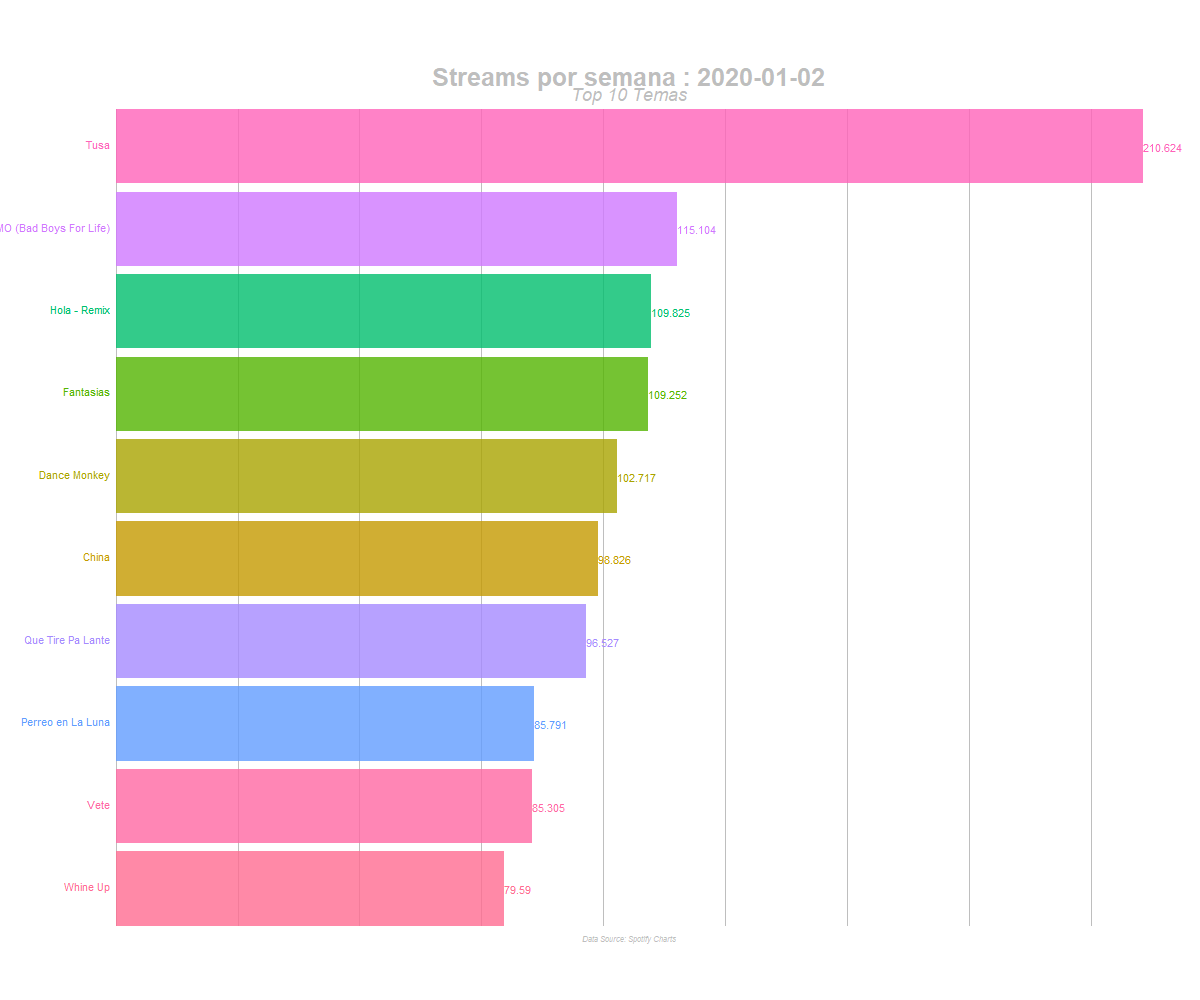 Streams por semana : 2020-01-02
Top 10 Temas
Tusa 210.624
(Bad Boys For Life) 115.104
Hola - Remix 109.825
Fantasias 109.252
Dance Monkey 102.717
China 98.826
Que Tire Pa Lante 96.527
Perreo en La Luna 85.791
Vete 85.305
Whine Up 79.59
Data Source: Spotify Charts